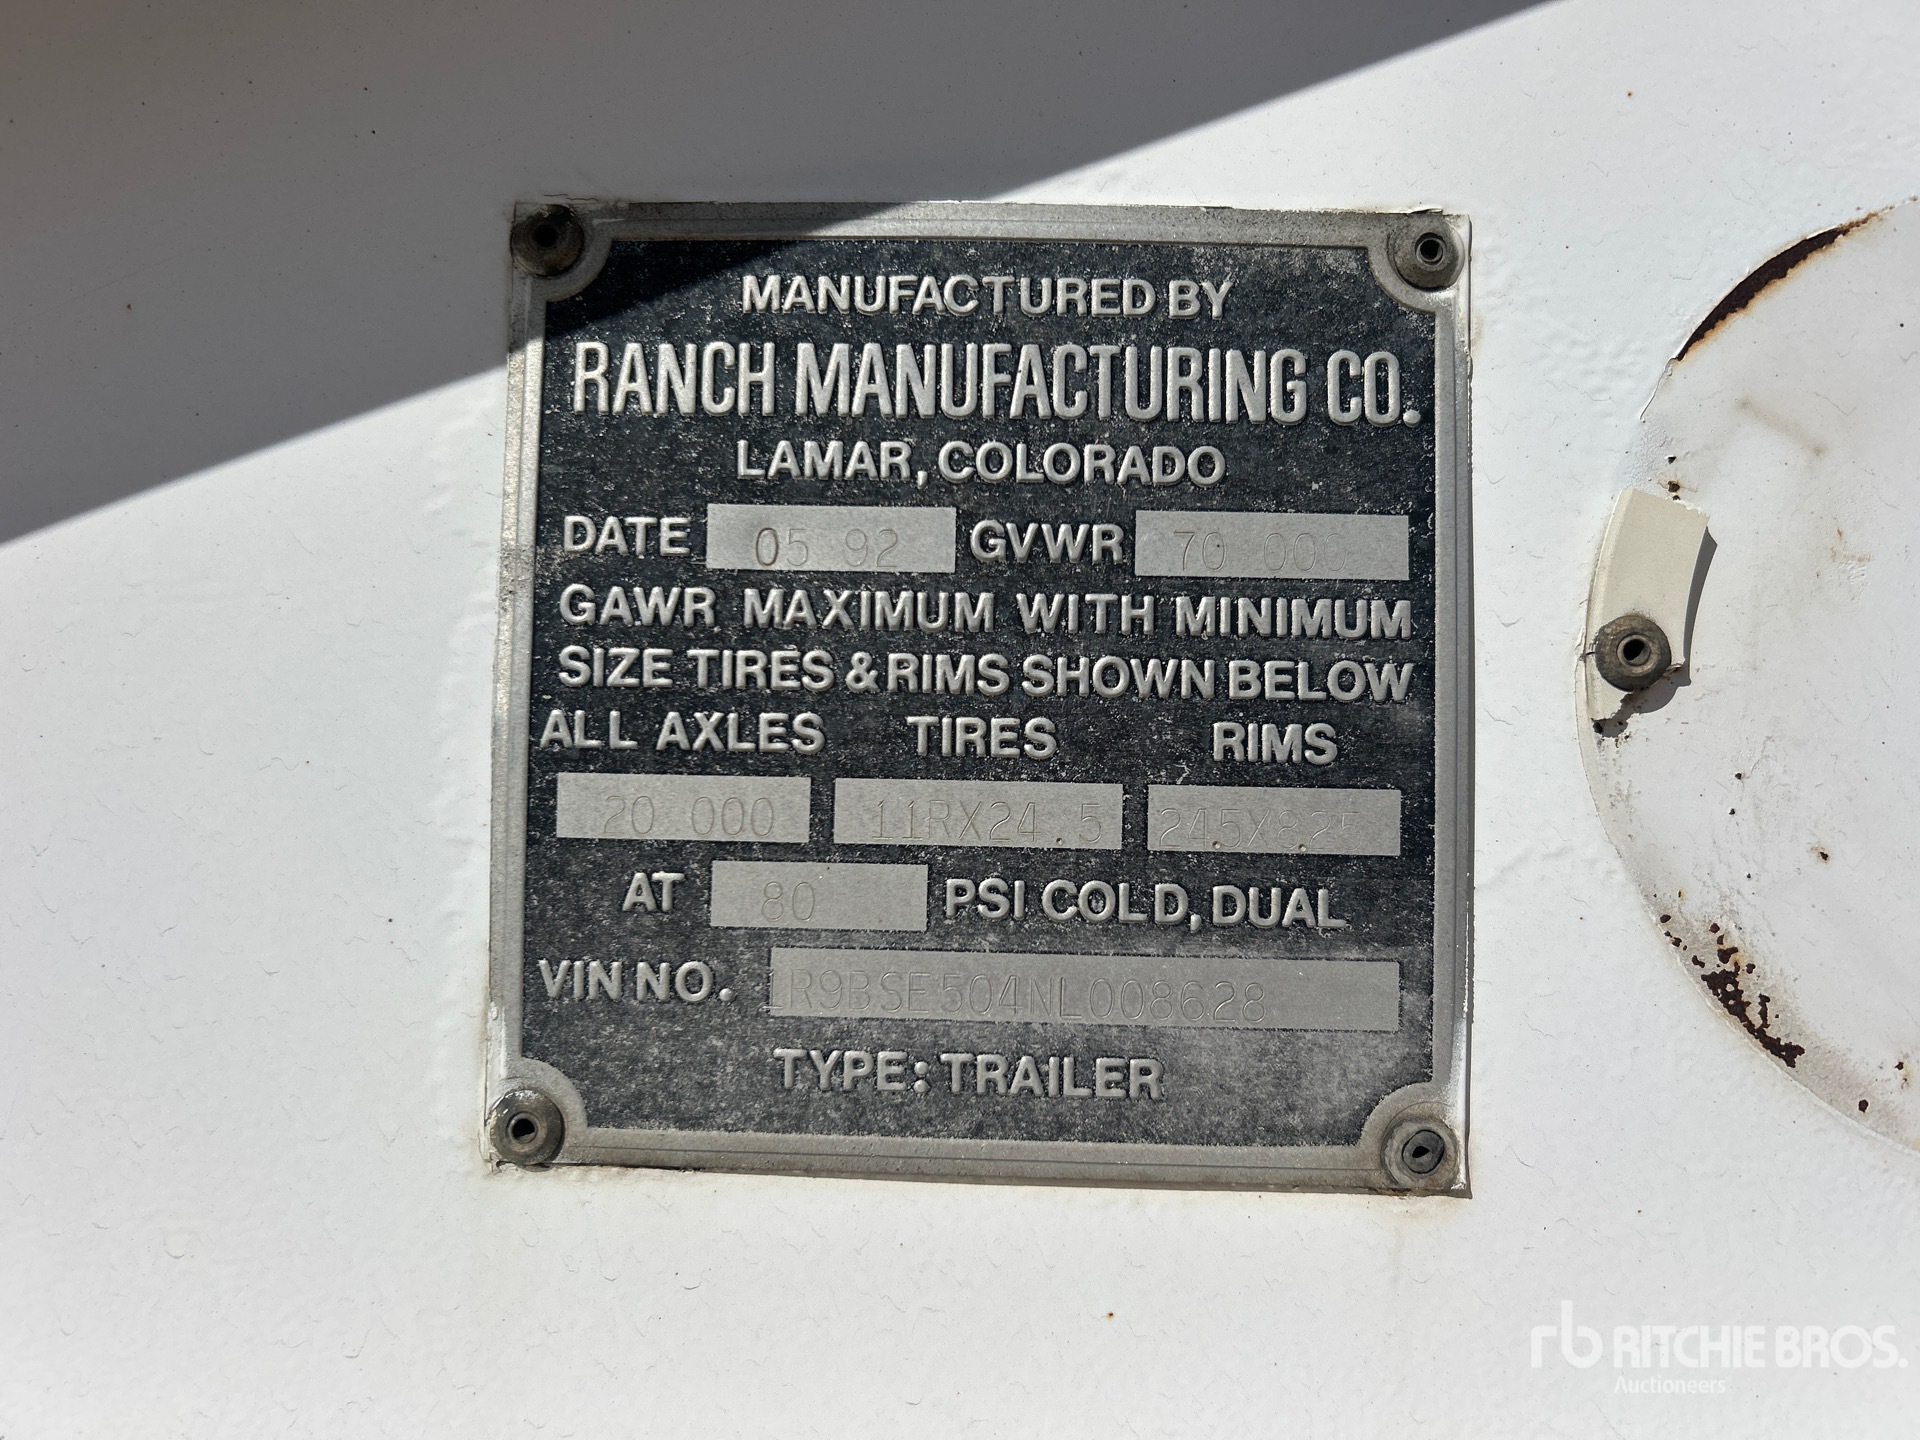 MANUFACTURED BY
RANCH MANUFACTURING CO.
LAMAR, COLORADO
DATE 05 92 GVWR 70 000
GAWR MAXIMUM WITH MINIMUM
SIZE TIRES & RIMS SHOWN BELOW
ALL AXLES TIRES RIMS
20 000 11RX24.5 24.5X8.25
AT 80 PSI COLD, DUAL
VIN NO. 1R9BSE504NL008628
TYPE: TRAILER
rb RITCHIE BROS.
Auctioneers